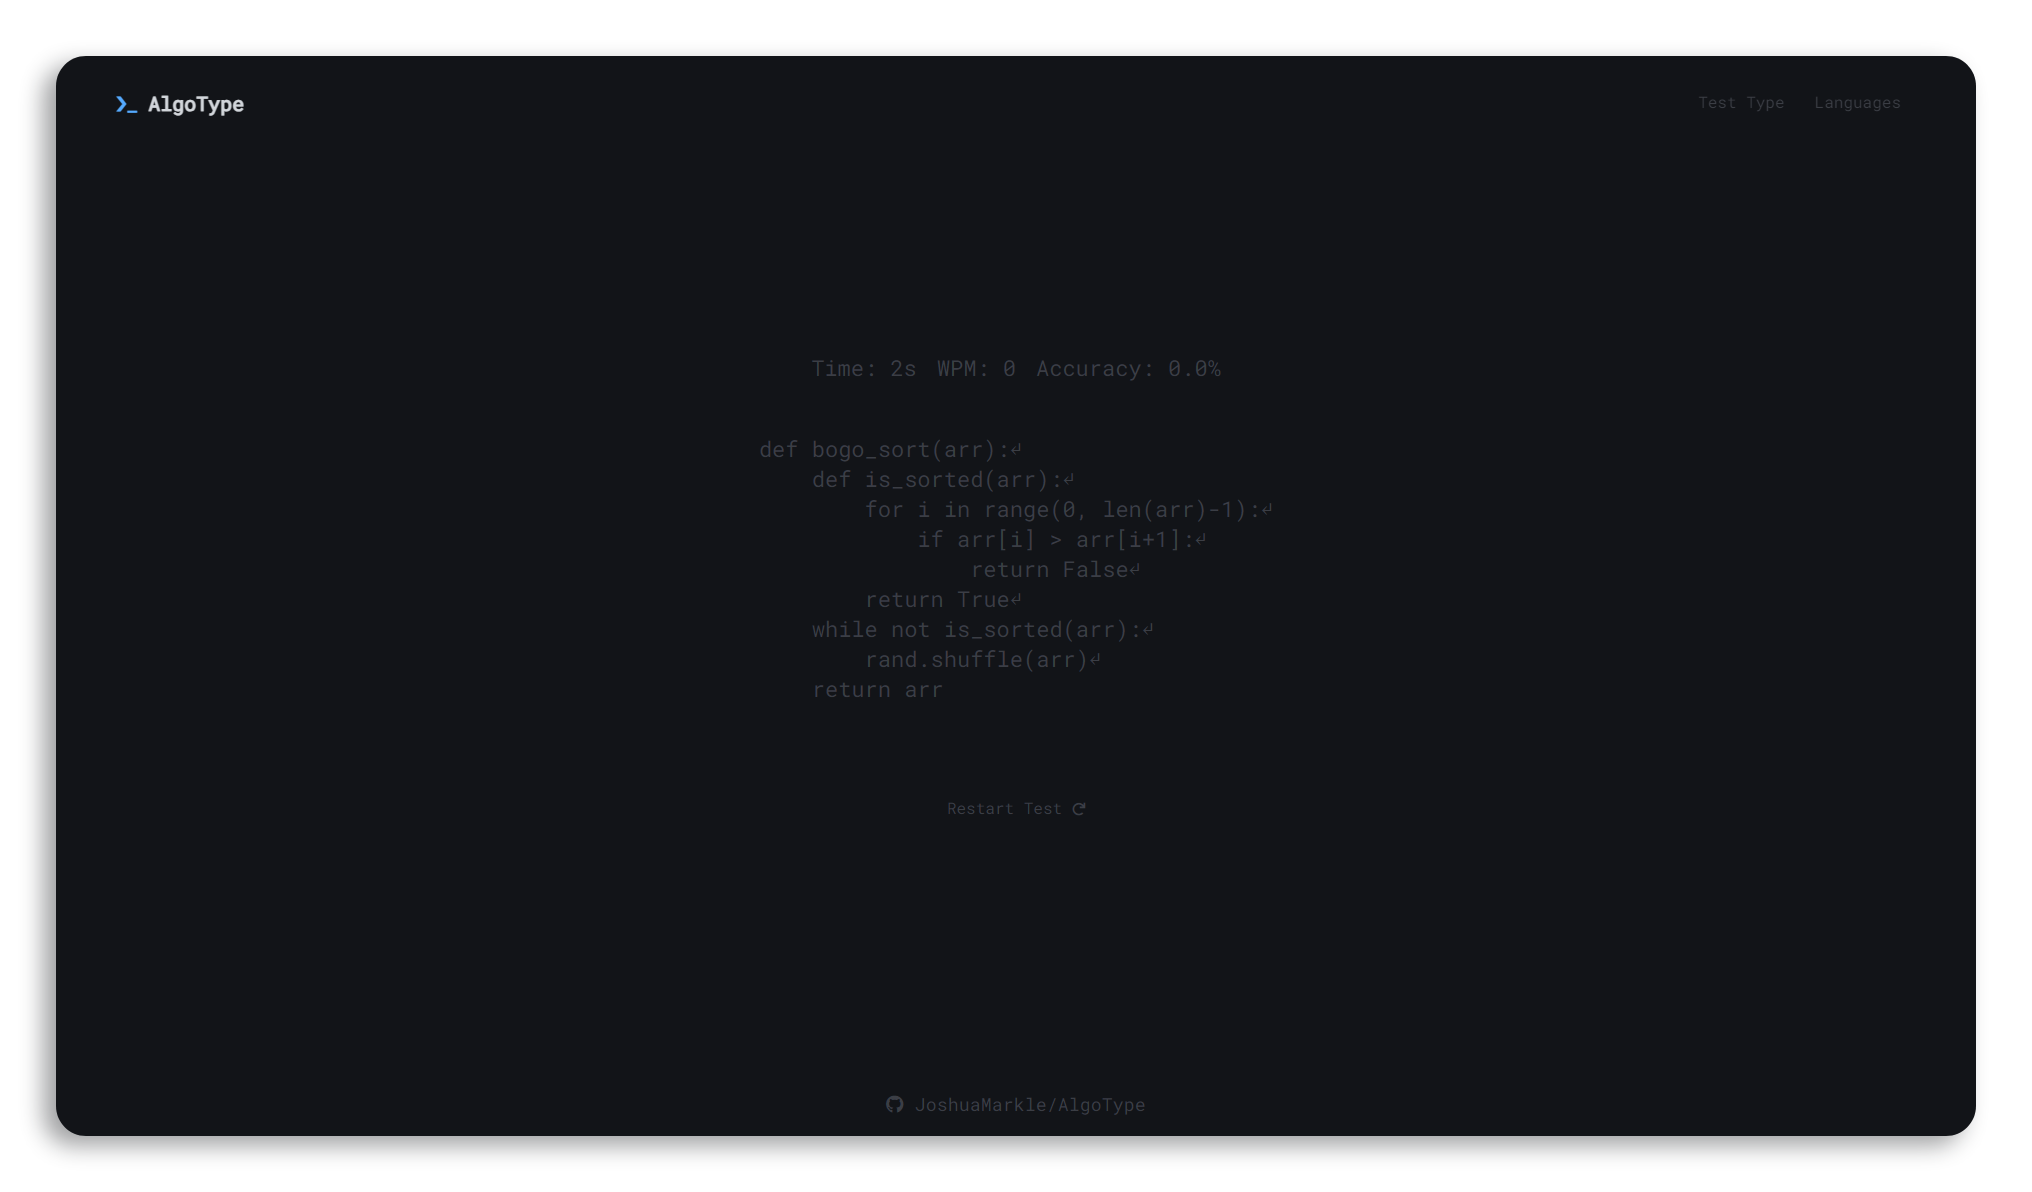 AlgoType
Test Type Languages
Time: 2s WPM: 0 Accuracy: 0.0%
def bogo_sort(arr):↵
    def is_sorted(arr):↵
        for i in range(0, len(arr)-1):↵
            if arr[i] > arr[i+1]:↵
                return False↵
        return True↵
    while not is_sorted(arr):↵
        rand.shuffle(arr)↵
    return arr
Restart Test
JoshuaMarkle/AlgoType